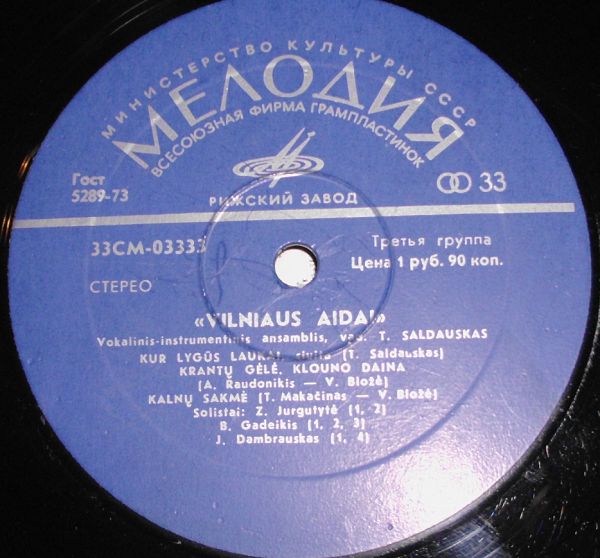 МИНИСТЕРСТВО КУЛЬТУРЫ СССР
МЕЛОДИЯ
ВСЕСОЮЗНАЯ ФИРМА ГРАМПЛАСТИНОК
Гост
5289-73
РИЖСКИЙ ЗАВОД
33
33СМ-03333
Третья группа
Цена 1 руб. 90 коп.
СТЕРЕО
«VILNIAUS AIDAI»
Vokalinis-instrumentinis ansamblis, vad. T. SALDAUSKAS
KUR LYGŪS LAUKAI, siuita (T. Saldauskas)
KRANTŲ GĖLĖ. KLOUNO DAINA
(A. Raudonikis — V. Bložė)
KALNŲ SAKMĖ (T. Makačinas — V. Bložė)
Solistai: Z. Jurgutytė (1, 2)
B. Gadeikis (1, 2, 3)
J. Dambrauskas (1, 4)